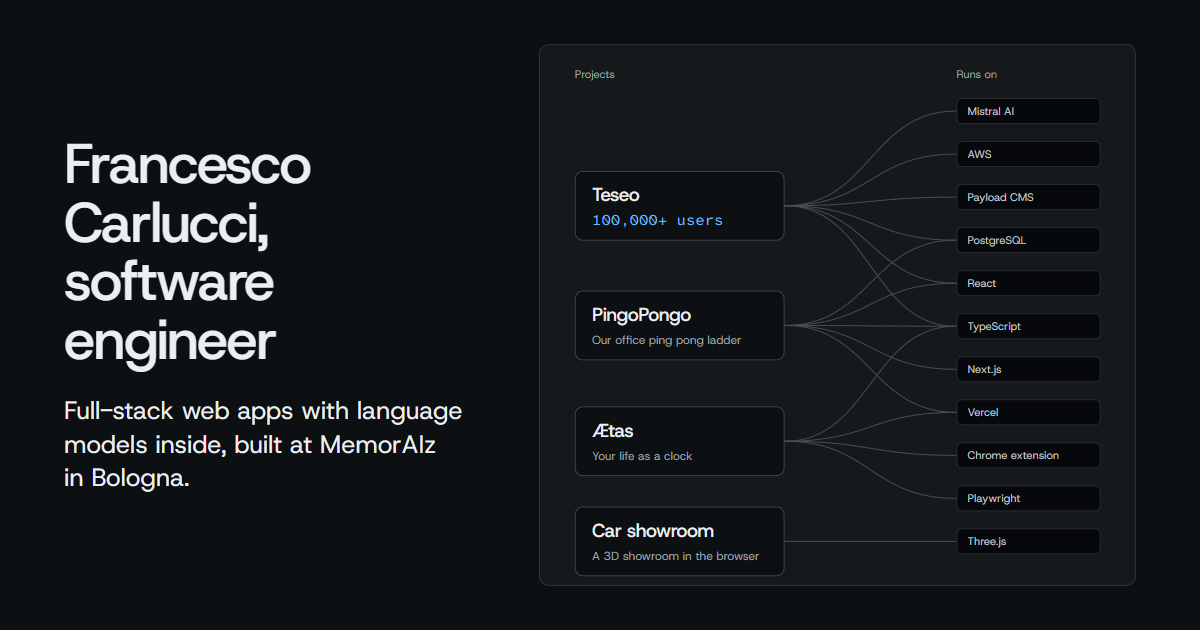 Francesco
Carlucci,
software
engineer
Full-stack web apps with language
models inside, built at MemorAIz
in Bologna.
Projects
Runs on
Teseo
100,000+ users
PingoPongo
Our office ping pong ladder
Ætas
Your life as a clock
Car showroom
A 3D showroom in the browser
Mistral AI
AWS
Payload CMS
PostgreSQL
React
TypeScript
Next.js
Vercel
Chrome extension
Playwright
Three.js